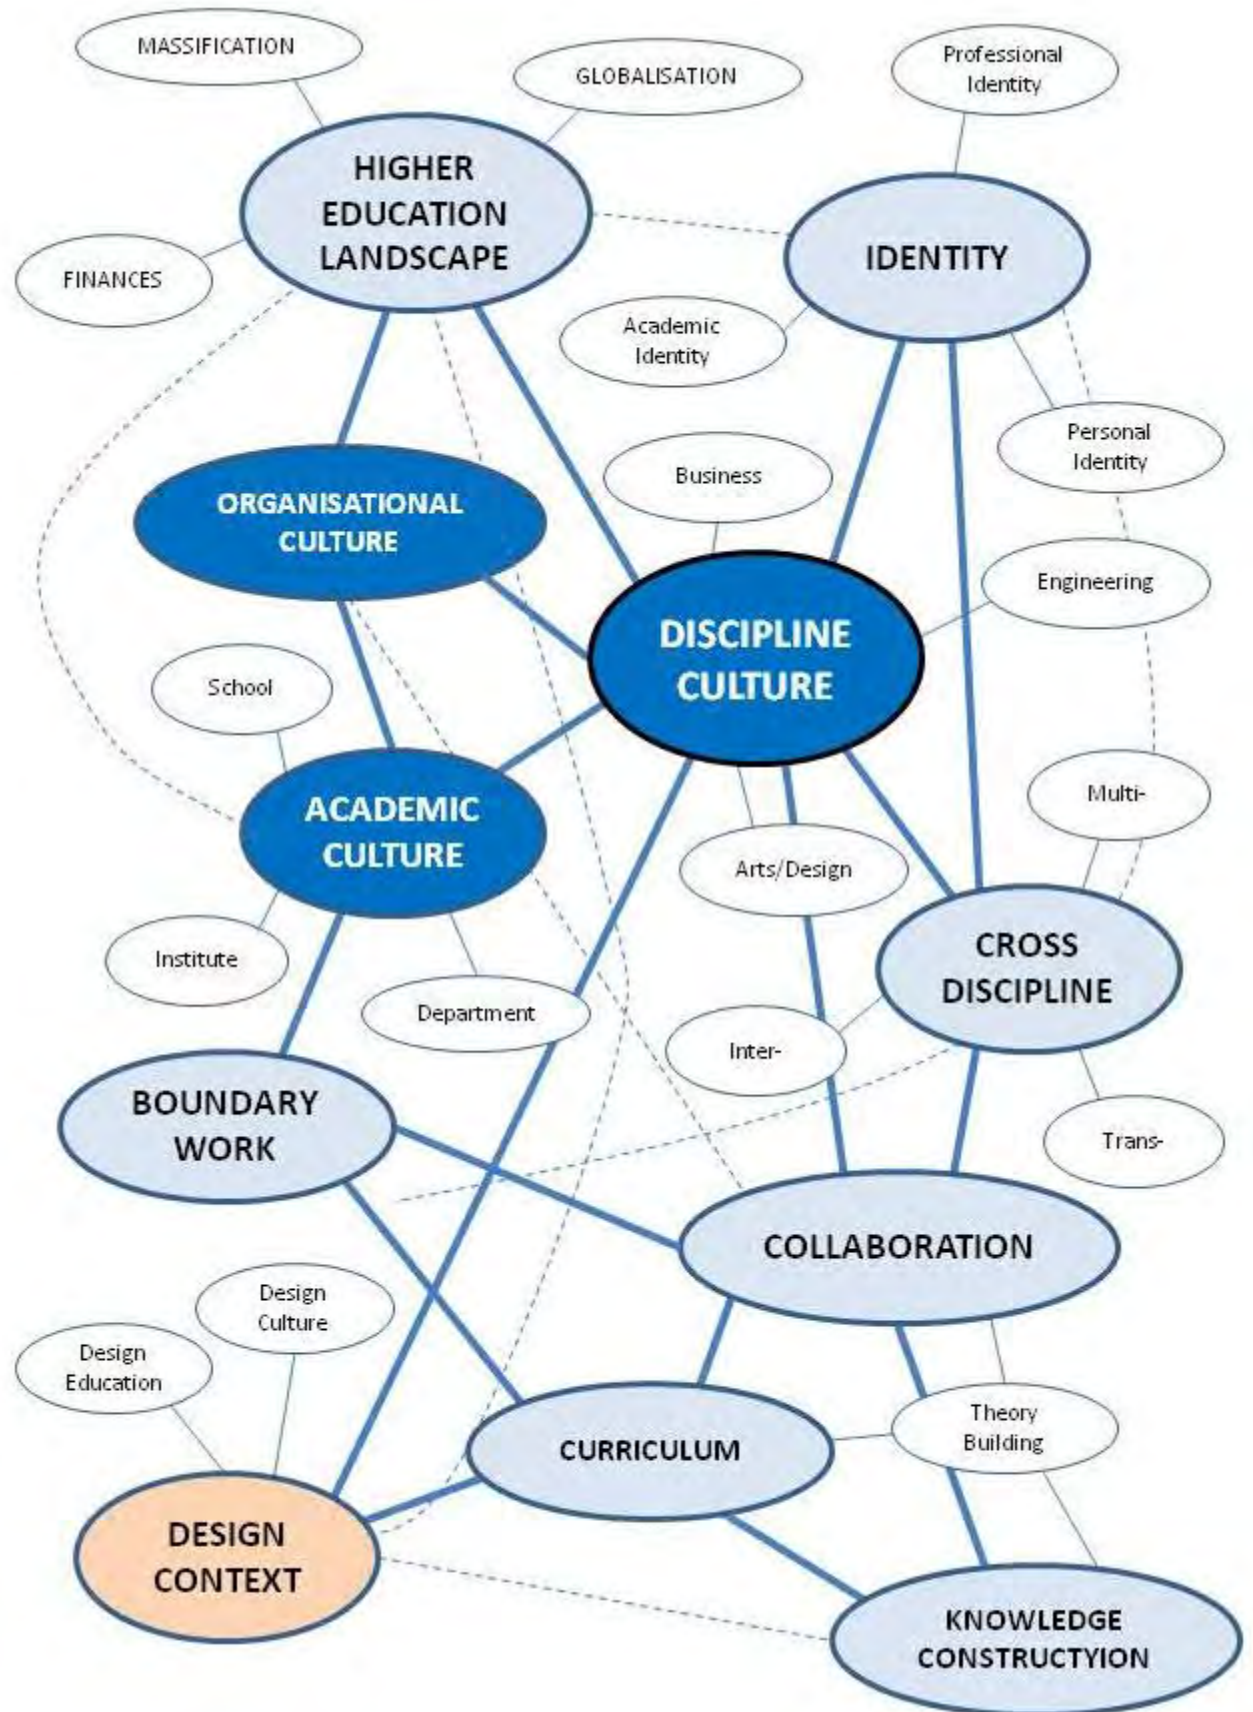 MASSIFICATION
GLOBALISATION
Professional
Identity
HIGHER
EDUCATION
LANDSCAPE
IDENTITY
FINANCES
Academic
Identity
Personal
Identity
Business
ORGANISATIONAL
CULTURE
Engineering
DISCIPLINE
CULTURE
School
Multi-
ACADEMIC
CULTURE
Arts/Design
Institute
CROSS
DISCIPLINE
Department
Inter-
BOUNDARY
WORK
Trans-
COLLABORATION
Design
Culture
Design
Education
Theory
Building
CURRICULUM
DESIGN
CONTEXT
KNOWLEDGE
CONSTRUCTYION